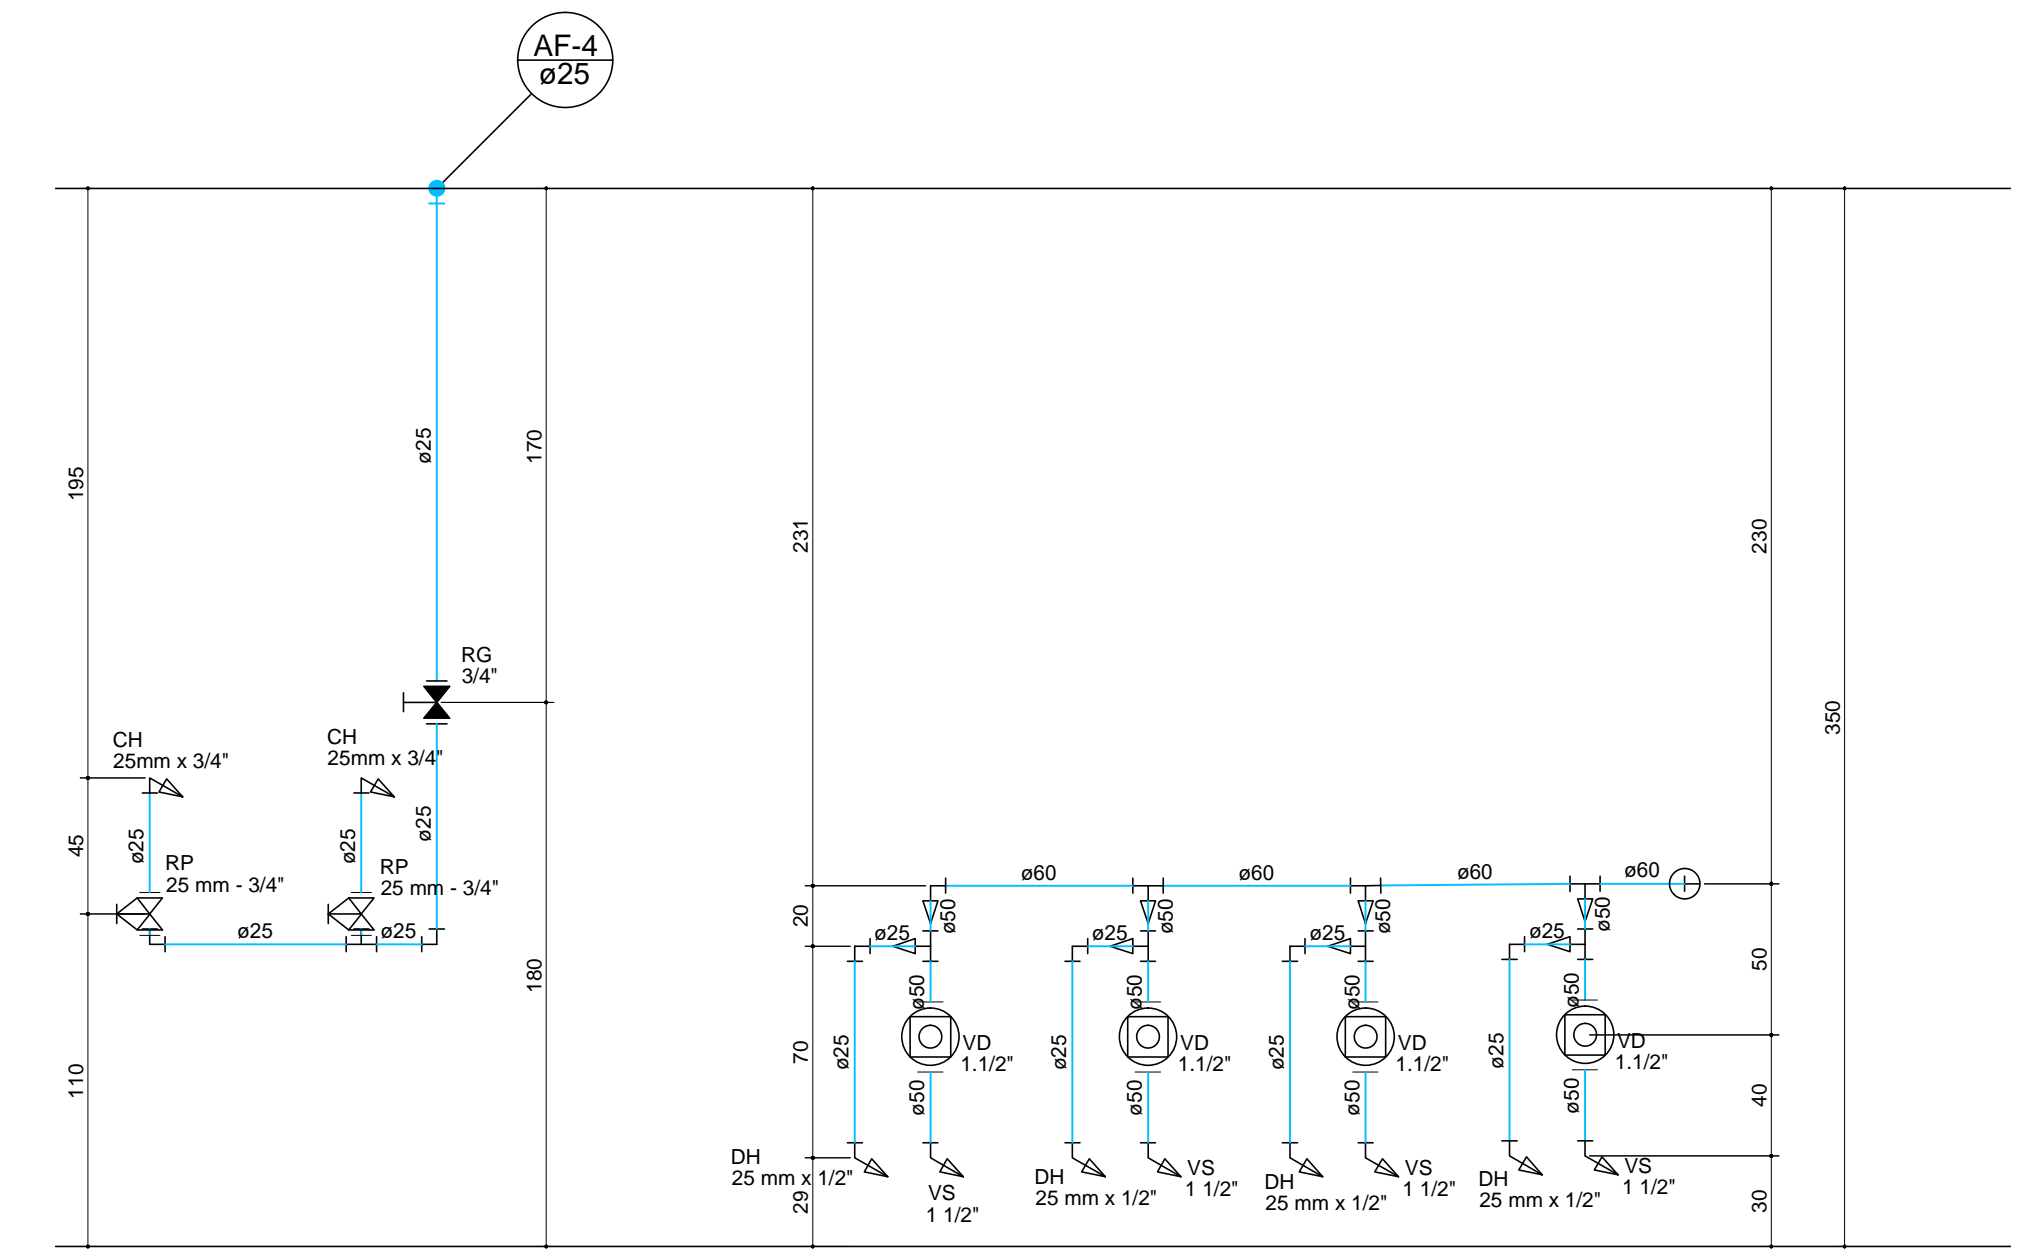 AF-4
ø25
195
ø25
170
231
230
350
RG
3/4"
CH
25mm x 3/4"
CH
25mm x 3/4"
45
ø25
ø25
ø25
RP
25 mm - 3/4"
RP
25 mm - 3/4"
ø25
ø25
110
180
ø60
ø60
ø60
ø60
20
ø50
ø50
ø50
ø50
ø25
ø25
ø25
ø25
50
ø50
ø50
ø50
ø50
70
ø25
ø25
ø25
ø25
VD
1.1/2"
VD
1.1/2"
VD
1.1/2"
VD
1.1/2"
ø50
ø50
ø50
ø50
40
DH
25 mm x 1/2"
VS
1 1/2"
DH
25 mm x 1/2"
VS
1 1/2"
DH
25 mm x 1/2"
VS
1 1/2"
DH
25 mm x 1/2"
VS
1 1/2"
29
30